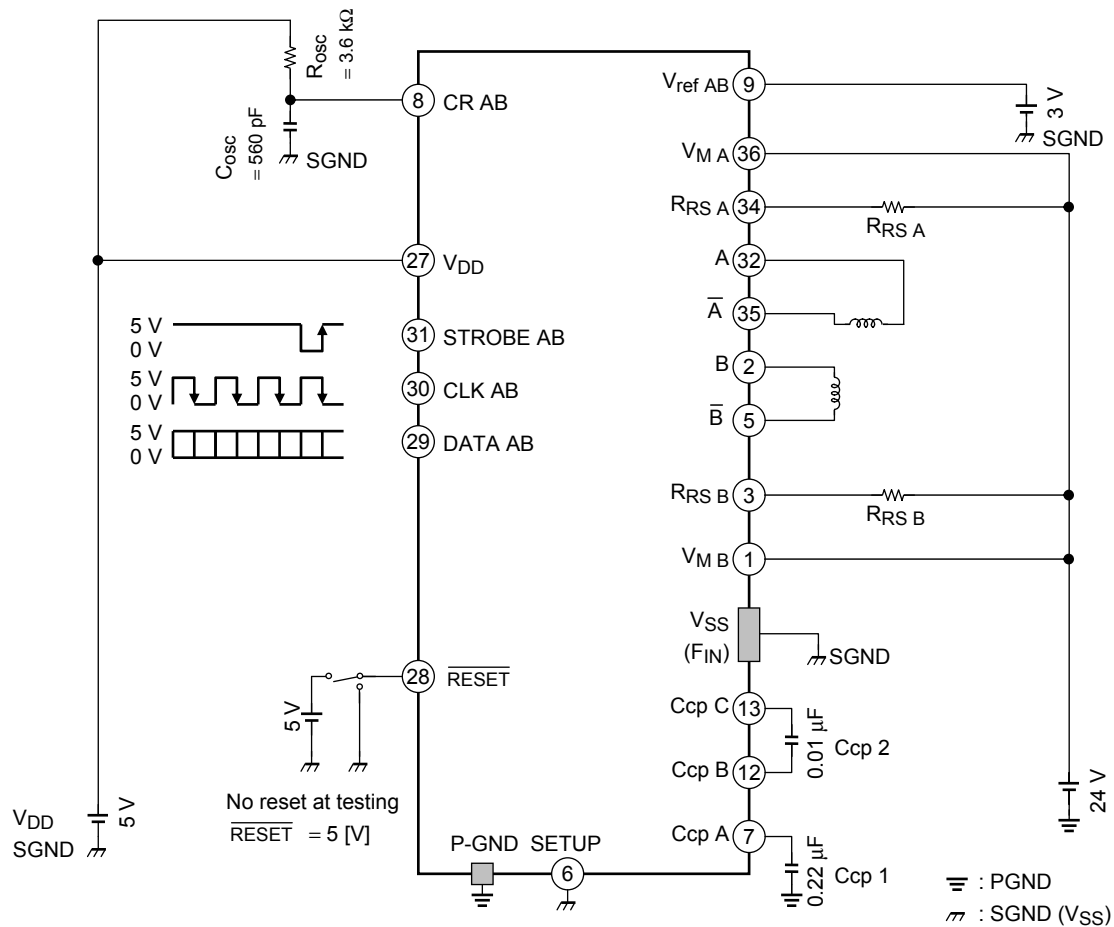 Rosc
= 3.6 kΩ
Cosc
= 560 pF
SGND
8 CR AB
27 VDD
5 V
0 V
31 STROBE AB
5 V
0 V
30 CLK AB
5 V
0 V
29 DATA AB
28 RESET
5 V
No reset at testing
RESET = 5 [V]
VDD
SGND
5 V
P-GND SETUP
6
Vref AB 9
3 V
SGND
VM A 36
RRS A 34
RRS A
A 32
A 35
B 2
B 5
RRS B 3
RRS B
VM B 1
VSS
(FIN)
SGND
Ccp C 13
0.01 μF Ccp 2
Ccp B 12
Ccp A 7
0.22 μF Ccp 1
24 V
: PGND
: SGND (VSS)